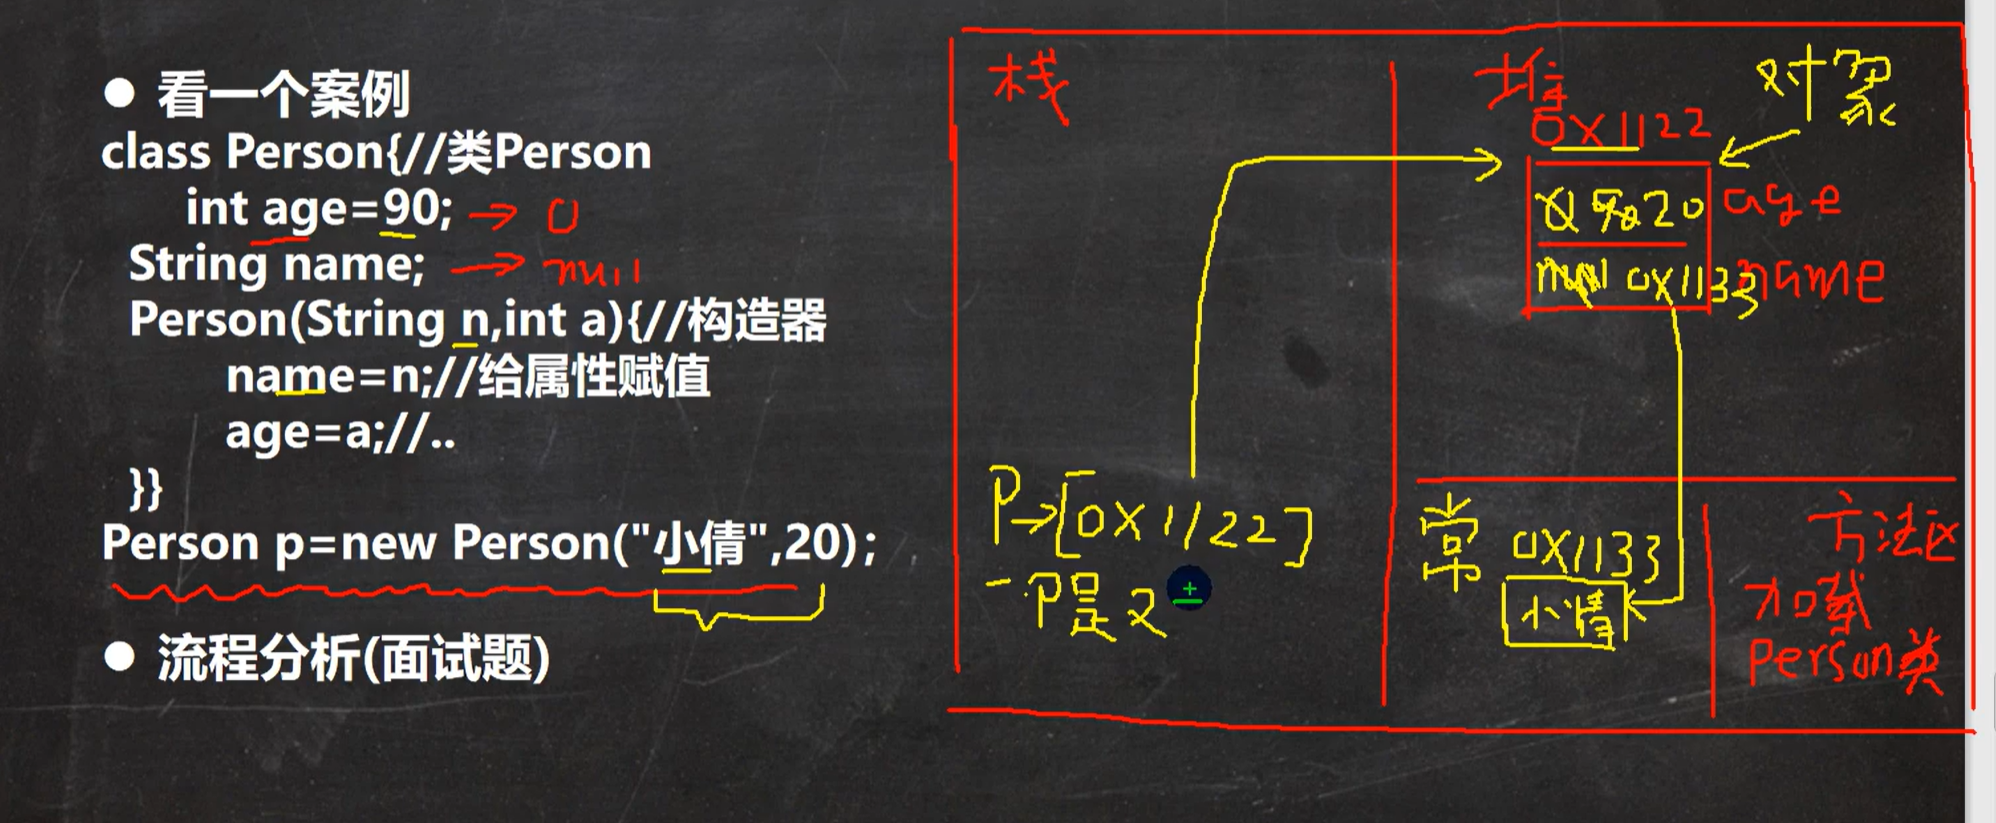 ● 看一个案例
class Person{//类Person
int age=90; → 0
String name; → null
Person(String n,int a){//构造器
name=n;//给属性赋值
age=a;//..
}}
Person p=new Person("小倩",20);
● 流程分析(面试题)
栈
P→[0X1122]
-P是又
堆
对象
0X1122
0 90 20 age
null 0X1133 name
常
0X1133
小倩
方法区
加载
Person类